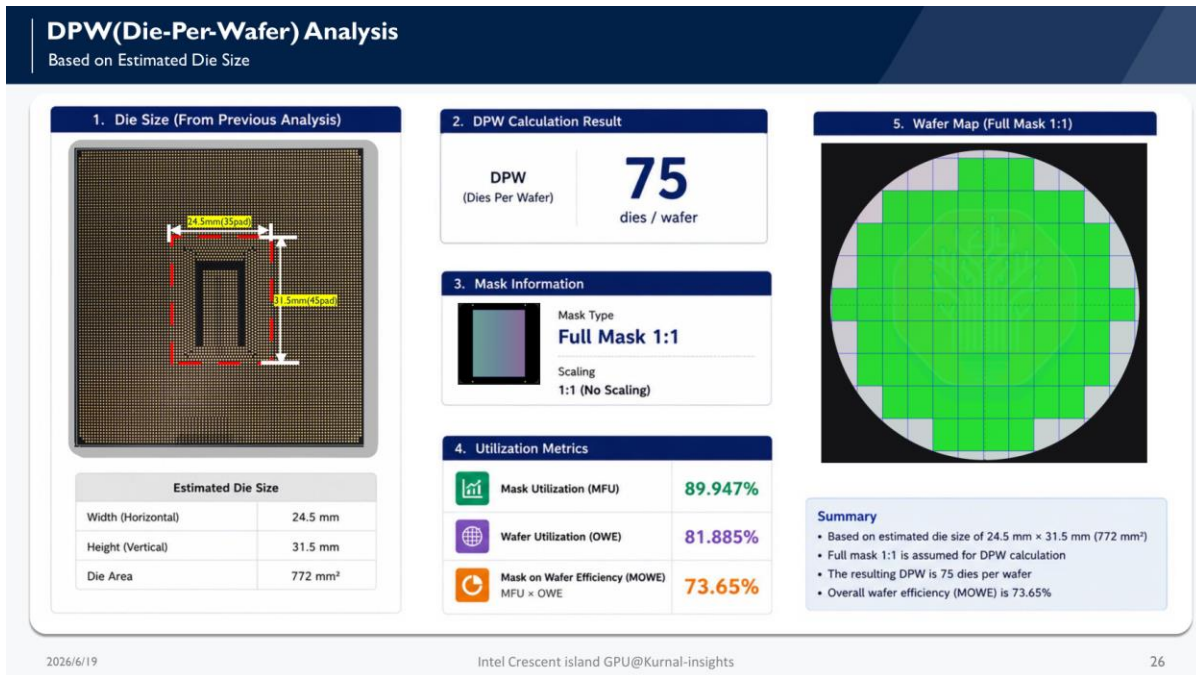 DPW(Die-Per-Wafer) Analysis
Based on Estimated Die Size
1. Die Size (From Previous Analysis)
24.5mm(35pad)
31.5mm(45pad)
Estimated Die Size
Width (Horizontal) 24.5 mm
Height (Vertical) 31.5 mm
Die Area 772 mm²
2. DPW Calculation Result
DPW
(Dies Per Wafer)
75
dies / wafer
3. Mask Information
Mask Type
Full Mask 1:1
Scaling
1:1 (No Scaling)
4. Utilization Metrics
Mask Utilization (MFU) 89.947%
Wafer Utilization (OWE) 81.885%
Mask on Wafer Efficiency (MOWE) 73.65%
MFU × OWE
5. Wafer Map (Full Mask 1:1)
Summary
• Based on estimated die size of 24.5 mm × 31.5 mm (772 mm²)
• Full mask 1:1 is assumed for DPW calculation
• The resulting DPW is 75 dies per wafer
• Overall wafer efficiency (MOWE) is 73.65%
2026/6/19
Intel Crescent island GPU@Kurnal-insights
26